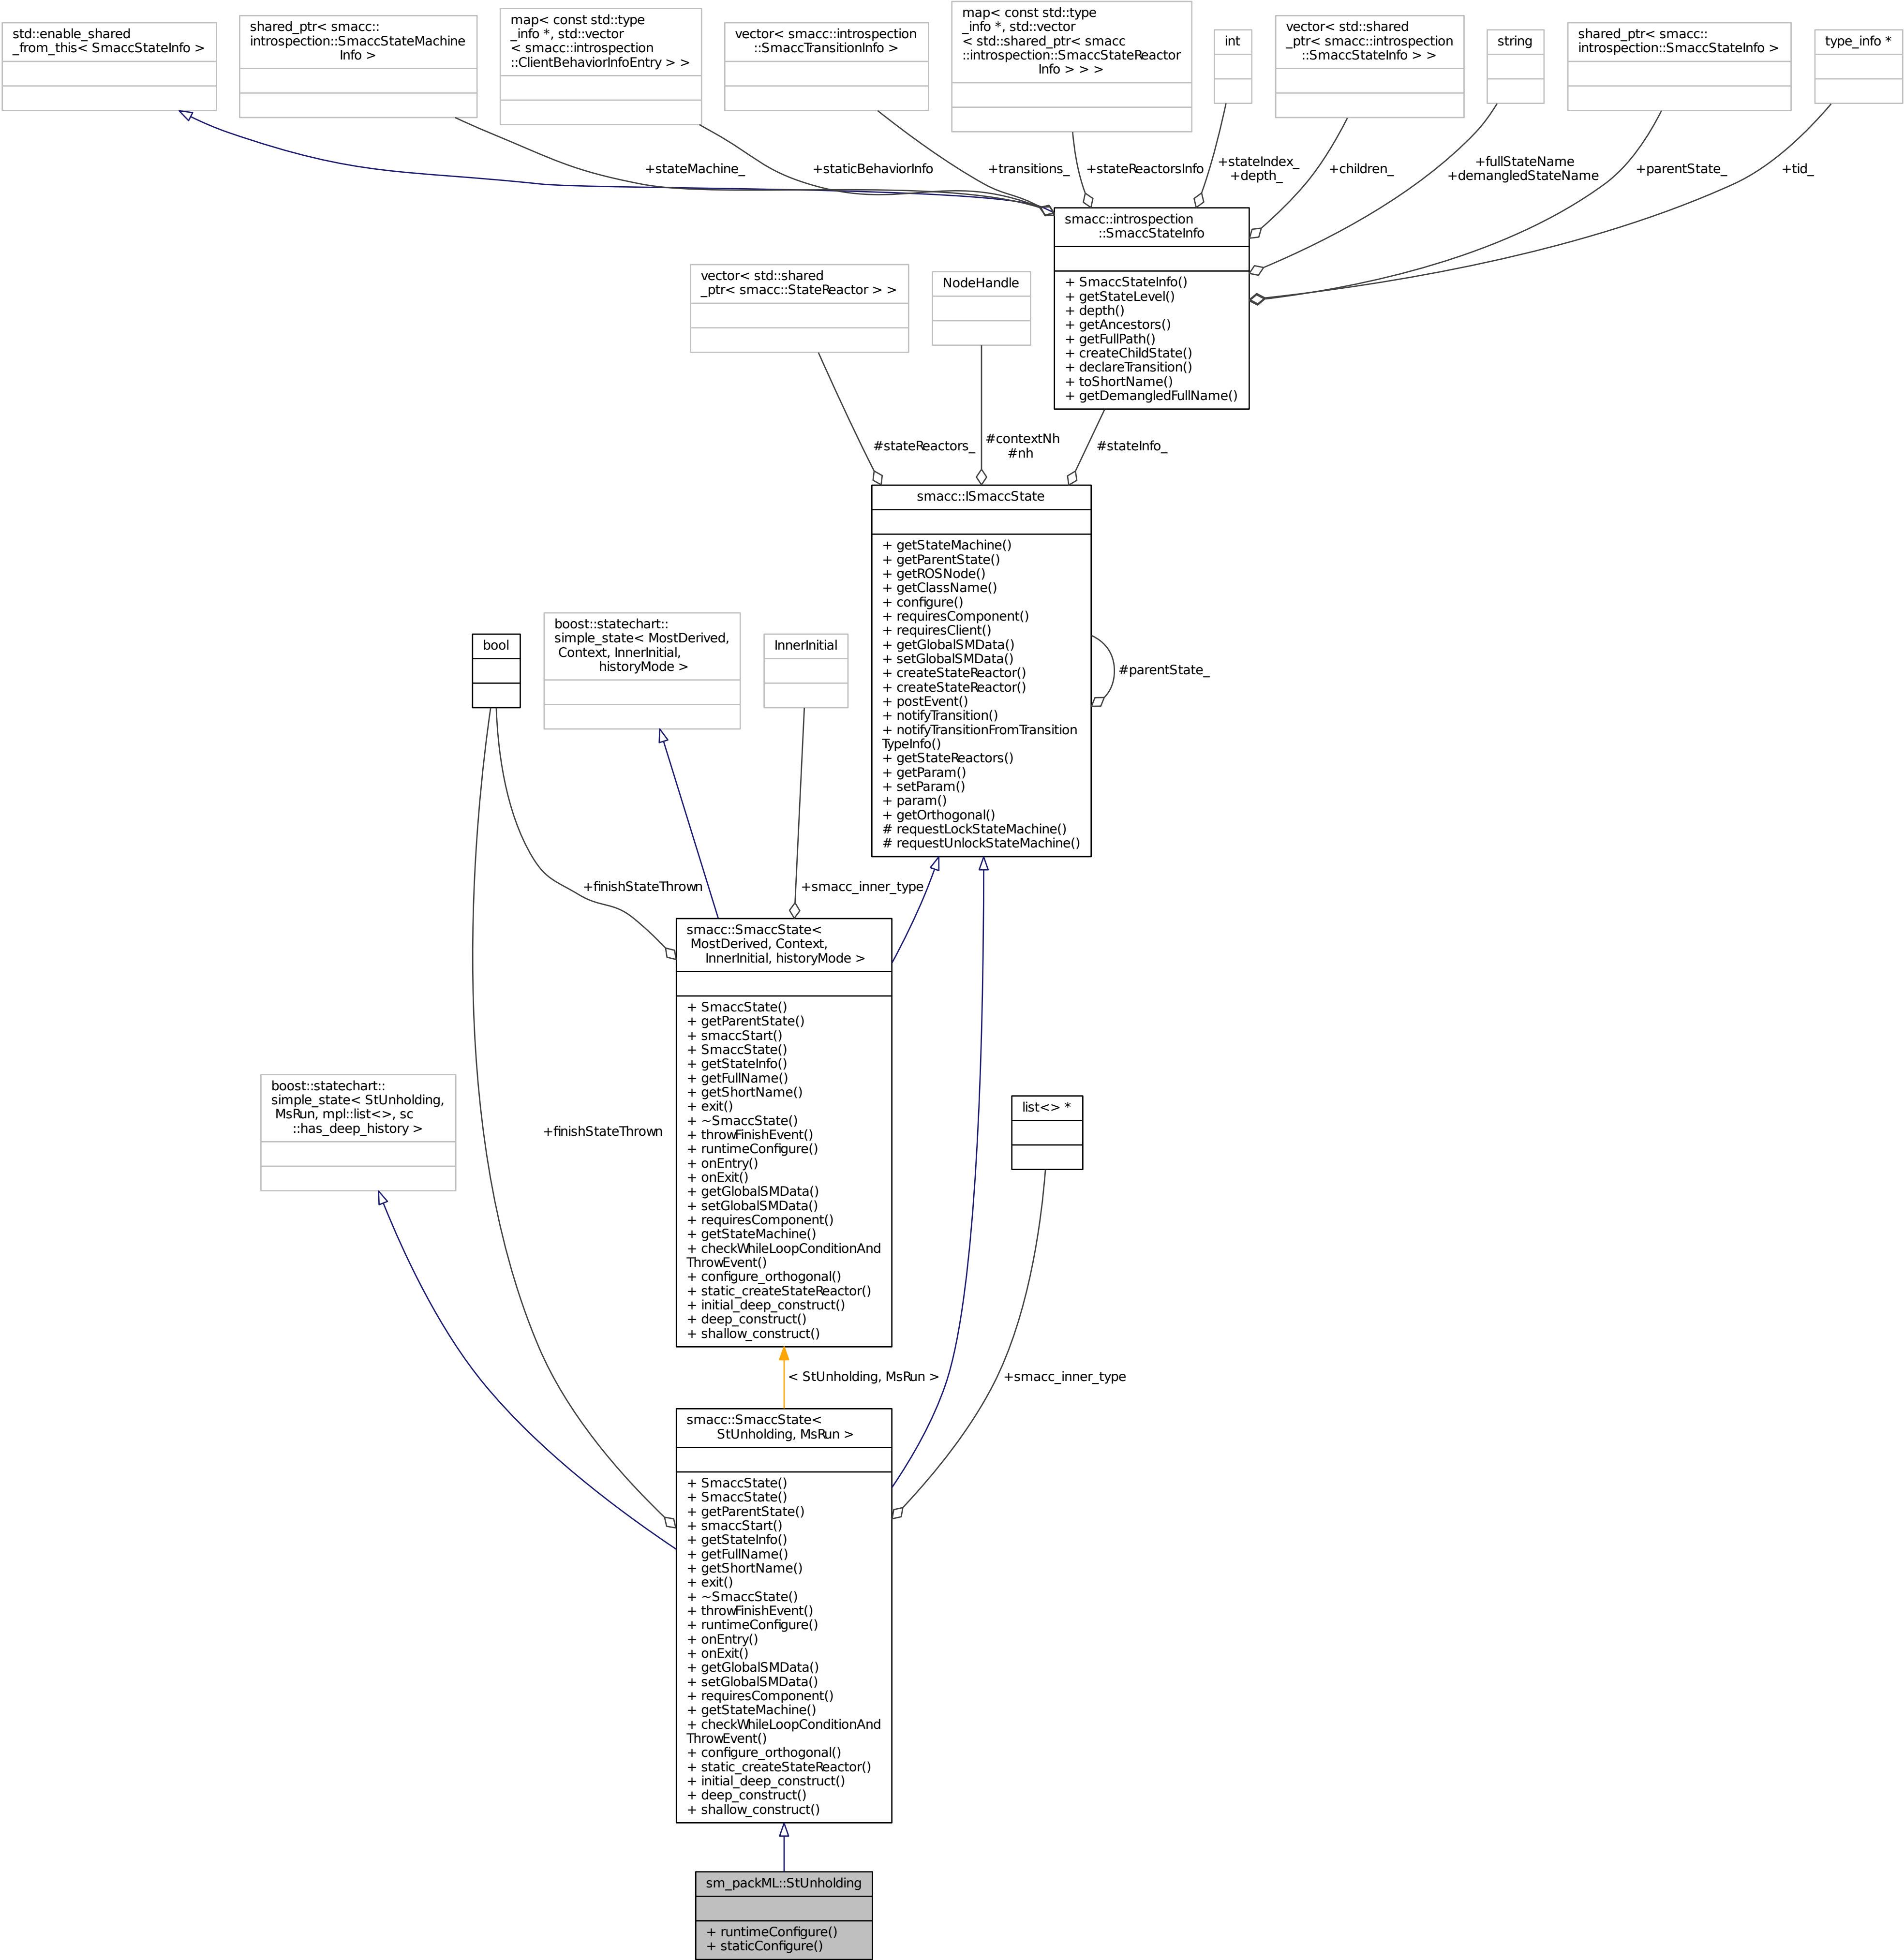 std::enable_shared
_from_this< SmaccStateInfo >
shared_ptr< smacc::
introspection::SmaccStateMachine
Info >
map< const std::type
_info *, std::vector
< smacc::introspection
::ClientBehaviorInfoEntry > >
vector< smacc::introspection
::SmaccTransitionInfo >
map< const std::type
_info *, std::vector
< std::shared_ptr< smacc
::introspection::SmaccStateReactor
Info > > >
int
vector< std::shared
_ptr< smacc::introspection
::SmaccStateInfo > >
string
shared_ptr< smacc::
introspection::SmaccStateInfo >
type_info *
+stateMachine_
+staticBehaviorInfo
+transitions_
+stateReactorsInfo
+stateIndex_
+depth_
+children_
+fullStateName
+demangledStateName
+parentState_
+tid_
smacc::introspection
::SmaccStateInfo
+ SmaccStateInfo()
+ getStateLevel()
+ depth()
+ getAncestors()
+ getFullPath()
+ createChildState()
+ declareTransition()
+ toShortName()
+ getDemangledFullName()
vector< std::shared
_ptr< smacc::StateReactor > >
NodeHandle
#stateReactors_
#contextNh
#nh
#stateInfo_
smacc::ISmaccState
+ getStateMachine()
+ getParentState()
+ getROSNode()
+ getClassName()
+ configure()
+ requiresComponent()
+ requiresClient()
+ getGlobalSMData()
+ setGlobalSMData()
+ createStateReactor()
+ createStateReactor()
+ postEvent()
+ notifyTransition()
+ notifyTransitionFromTransition
TypeInfo()
+ getStateReactors()
+ getParam()
+ setParam()
+ param()
+ getOrthogonal()
# requestLockStateMachine()
# requestUnlockStateMachine()
#parentState_
bool
boost::statechart::
simple_state< MostDerived,
Context, InnerInitial,
historyMode >
InnerInitial
+finishStateThrown
+smacc_inner_type
smacc::SmaccState<
MostDerived, Context,
InnerInitial, historyMode >
+ SmaccState()
+ getParentState()
+ smaccStart()
+ SmaccState()
+ getStateInfo()
+ getFullName()
+ getShortName()
+ exit()
+ ~SmaccState()
+ throwFinishEvent()
+ runtimeConfigure()
+ onEntry()
+ onExit()
+ getGlobalSMData()
+ setGlobalSMData()
+ requiresComponent()
+ getStateMachine()
+ checkWhileLoopConditionAnd
ThrowEvent()
+ configure_orthogonal()
+ static_createStateReactor()
+ initial_deep_construct()
+ deep_construct()
+ shallow_construct()
boost::statechart::
simple_state< StUnholding,
MsRun, mpl::list<>, sc
::has_deep_history >
+finishStateThrown
list<> *
< StUnholding, MsRun >
+smacc_inner_type
smacc::SmaccState<
StUnholding, MsRun >
+ SmaccState()
+ SmaccState()
+ getParentState()
+ smaccStart()
+ getStateInfo()
+ getFullName()
+ getShortName()
+ exit()
+ ~SmaccState()
+ throwFinishEvent()
+ runtimeConfigure()
+ onEntry()
+ onExit()
+ getGlobalSMData()
+ setGlobalSMData()
+ requiresComponent()
+ getStateMachine()
+ checkWhileLoopConditionAnd
ThrowEvent()
+ configure_orthogonal()
+ static_createStateReactor()
+ initial_deep_construct()
+ deep_construct()
+ shallow_construct()
sm_packML::StUnholding
+ runtimeConfigure()
+ staticConfigure()